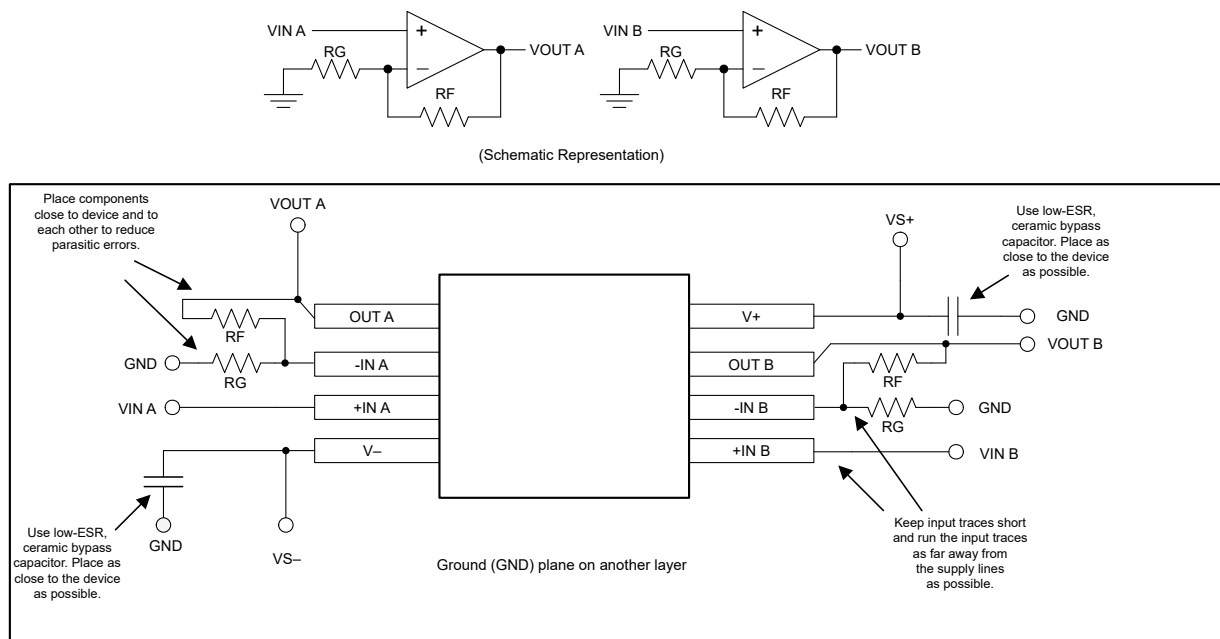 VIN A
+
RG
–
VOUT A
RF
VIN B
+
RG
–
VOUT B
RF
(Schematic Representation)
Place components
close to device and to
each other to reduce
parasitic errors.
VOUT A
RF
GND
RG
VIN A
OUT A
-IN A
+IN A
V–
Use low-ESR,
ceramic bypass
capacitor. Place as
close to the device
as possible.
GND
VS–
VS+
Use low-ESR,
ceramic bypass
capacitor. Place as
close to the device
as possible.
V+
GND
OUT B
VOUT B
RF
-IN B
RG
GND
+IN B
VIN B
Keep input traces short
and run the input traces
as far away from
the supply lines
as possible.
Ground (GND) plane on another layer